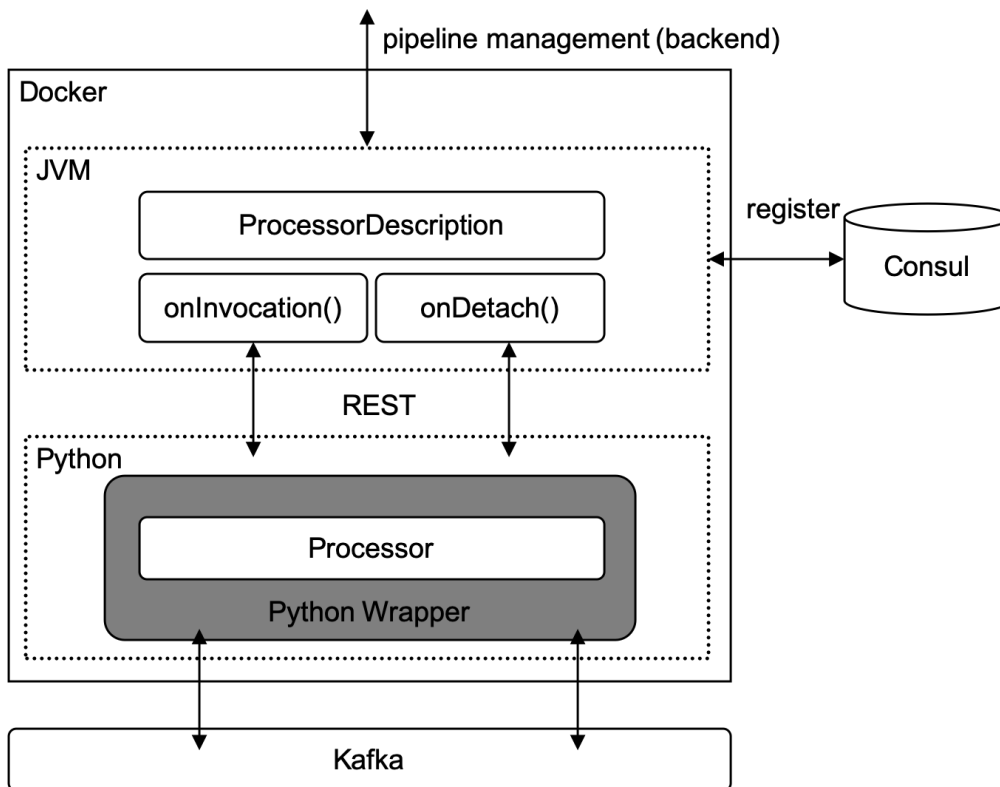 pipeline management (backend)
Docker
JVM
ProcessorDescription
register
Consul
onInvocation()
onDetach()
REST
Python
Processor
Python Wrapper
Kafka